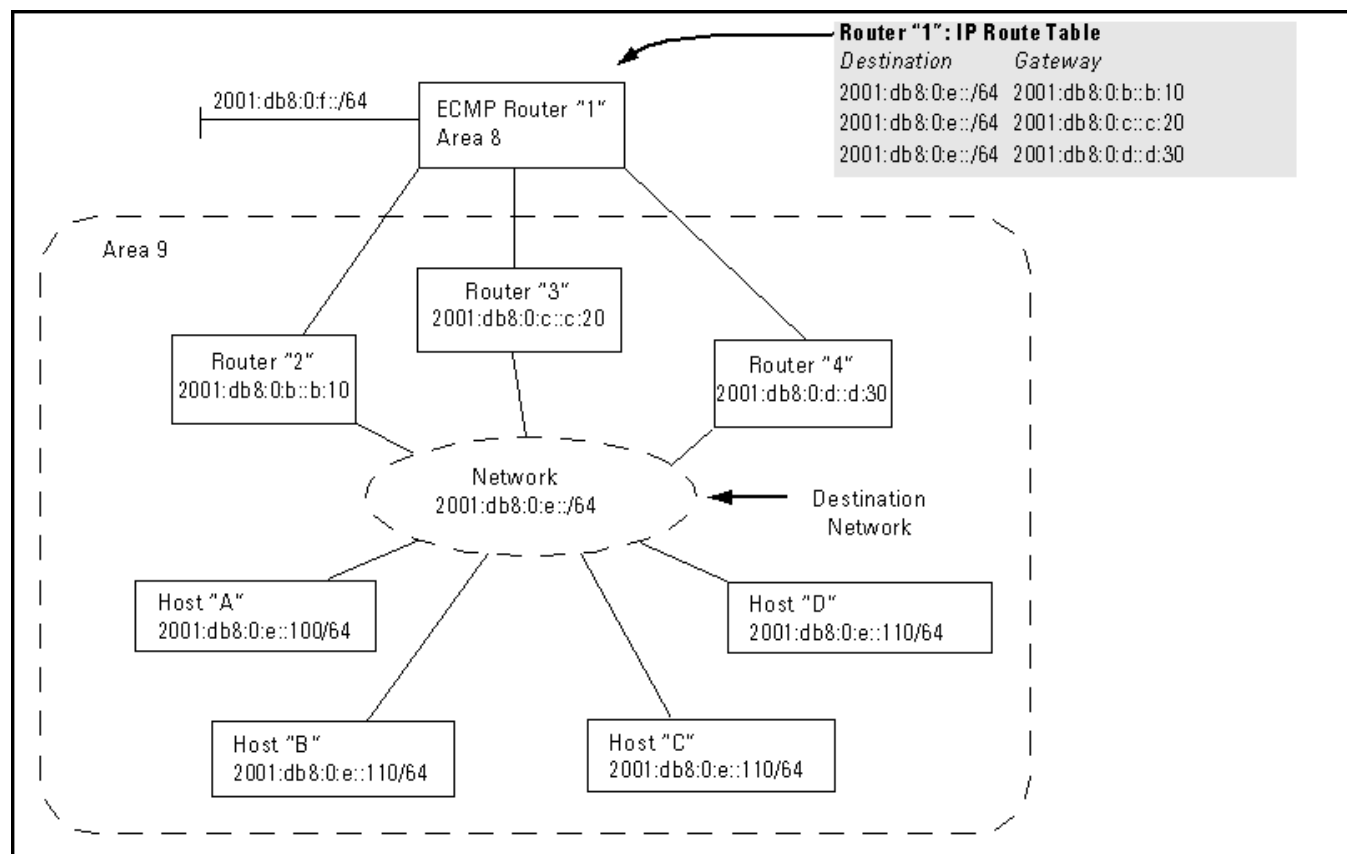 Router “1”: IP Route Table
Destination Gateway
2001:db8:0:e::/64 2001:db8:0:b::b:10
2001:db8:0:e::/64 2001:db8:0:c::c:20
2001:db8:0:e::/64 2001:db8:0:d::d:30
2001:db8:0:f::/64
ECMP Router “1”
Area 8
Area 9
Router “3”
2001:db8:0:c::c:20
Router “2”
2001:db8:0:b::b:10
Router “4”
2001:db8:0:d::d:30
Network
2001:db8:0:e::/64
Destination
Network
Host “A”
2001:db8:0:e::100/64
Host “D”
2001:db8:0:e::110/64
Host “B”
2001:db8:0:e::110/64
Host “C”
2001:db8:0:e::110/64